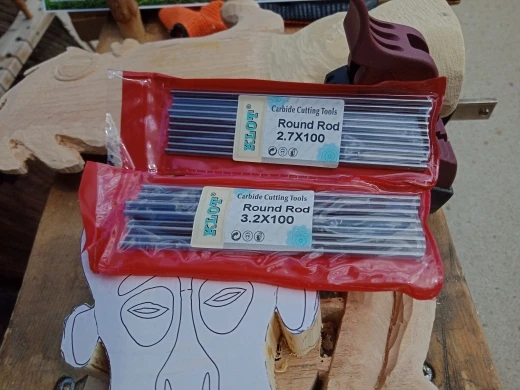 KLOT®
Carbide Cutting Tools
Round Rod
2.7X100
KLOT®
Carbide Cutting Tools
Round Rod
3.2X100